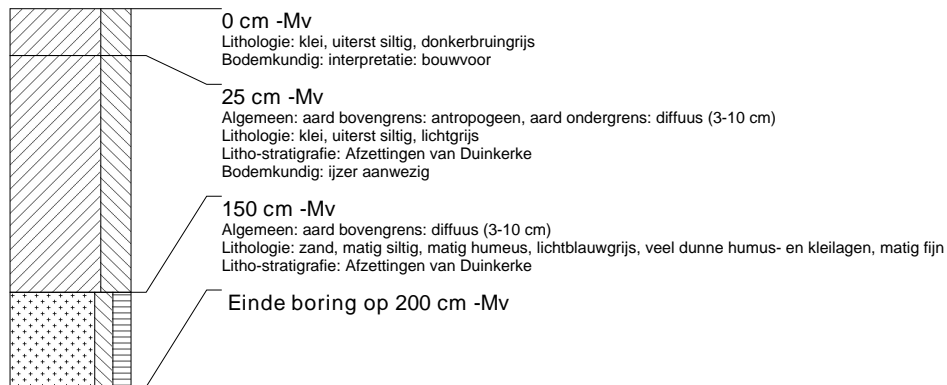 0 cm -Mv
Lithologie: klei, uiterst siltig, donkerbruingrijs
Bodemkundig: interpretatie: bouwvoor
25 cm -Mv
Algemeen: aard bovengrens: antropogeen, aard ondergrens: diffuus (3-10 cm)
Lithologie: klei, uiterst siltig, lichtgrijs
Litho-stratigrafie: Afzettingen van Duinkerke
Bodemkundig: ijzer aanwezig
150 cm -Mv
Algemeen: aard bovengrens: diffuus (3-10 cm)
Lithologie: zand, matig siltig, matig humeus, lichtblauwgrijs, veel dunne humus- en kleilagen, matig fijn
Litho-stratigrafie: Afzettingen van Duinkerke
Einde boring op 200 cm -Mv